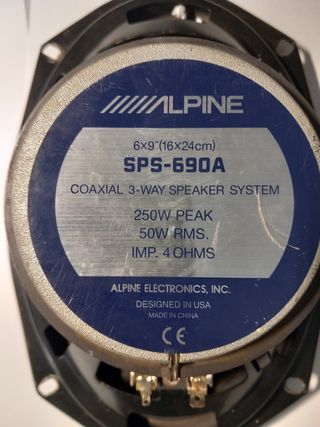 ALPINE
6×9"(16×24cm)
SPS-690A
COAXIAL 3-WAY SPEAKER SYSTEM
250W PEAK
50W RMS.
IMP. 4 OHMS
ALPINE ELECTRONICS, INC.
DESIGNED IN USA
MADE IN CHINA
CE